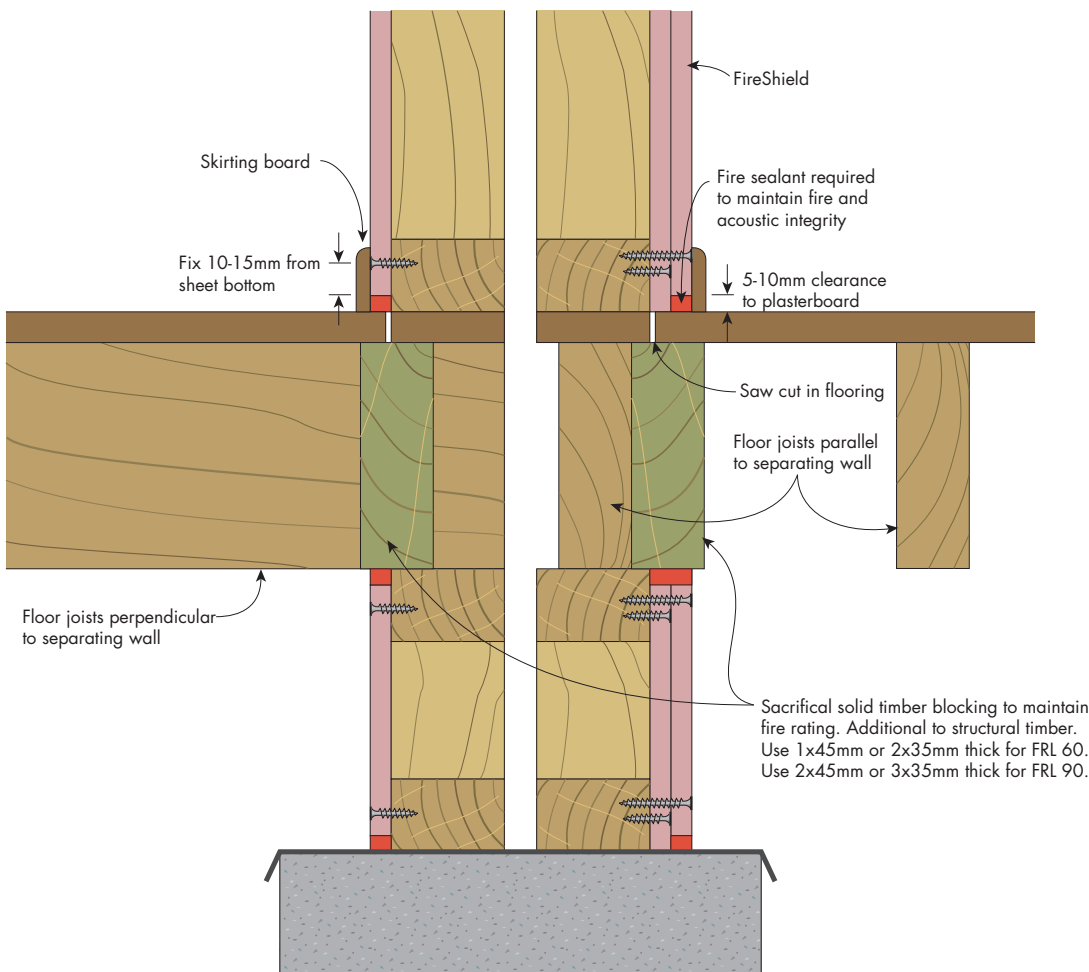 FireShield
Skirting board
Fire sealant required
to maintain fire and
acoustic integrity
Fix 10-15mm from
sheet bottom
5-10mm clearance
to plasterboard
Saw cut in flooring
Floor joists parallel
to separating wall
Floor joists perpendicular
to separating wall
Sacrifical solid timber blocking to maintain
fire rating. Additional to structural timber.
Use 1x45mm or 2x35mm thick for FRL 60.
Use 2x45mm or 3x35mm thick for FRL 90.